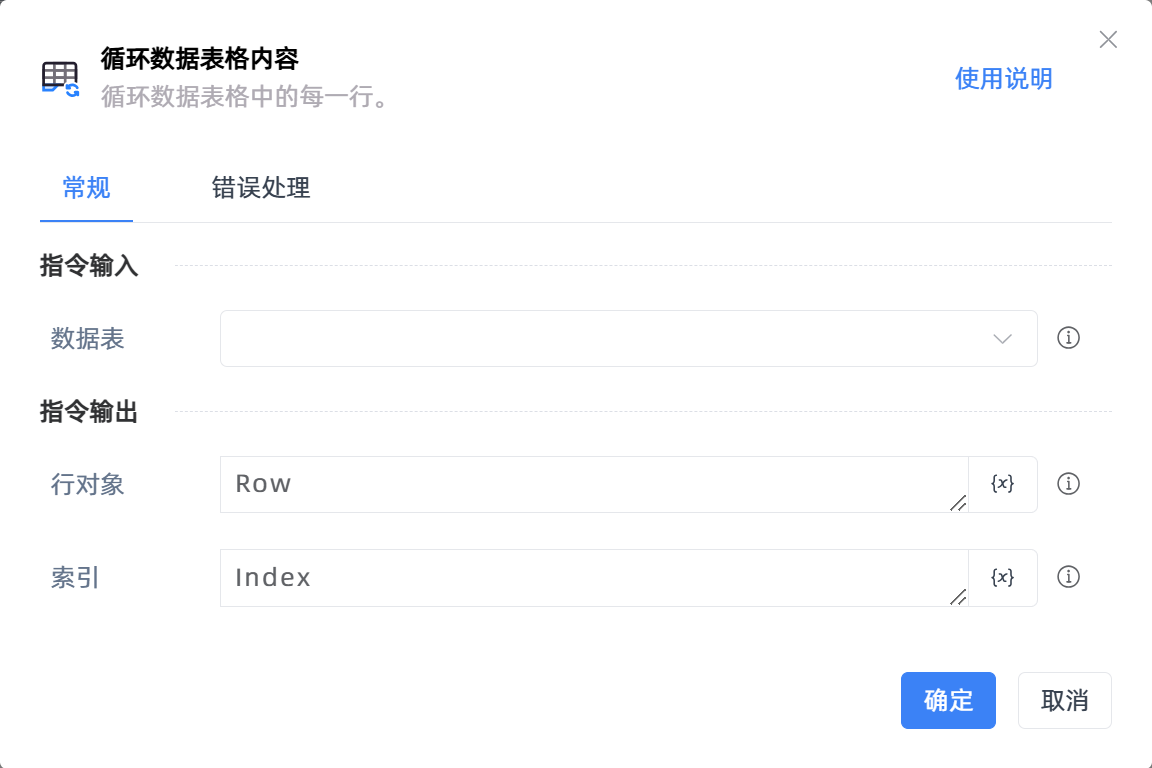 循环数据表格内容
循环数据表格中的每一行。
使用说明
常规
错误处理
指令输入
数据表
指令输出
行对象
Row
{x}
索引
Index
{x}
确定
取消